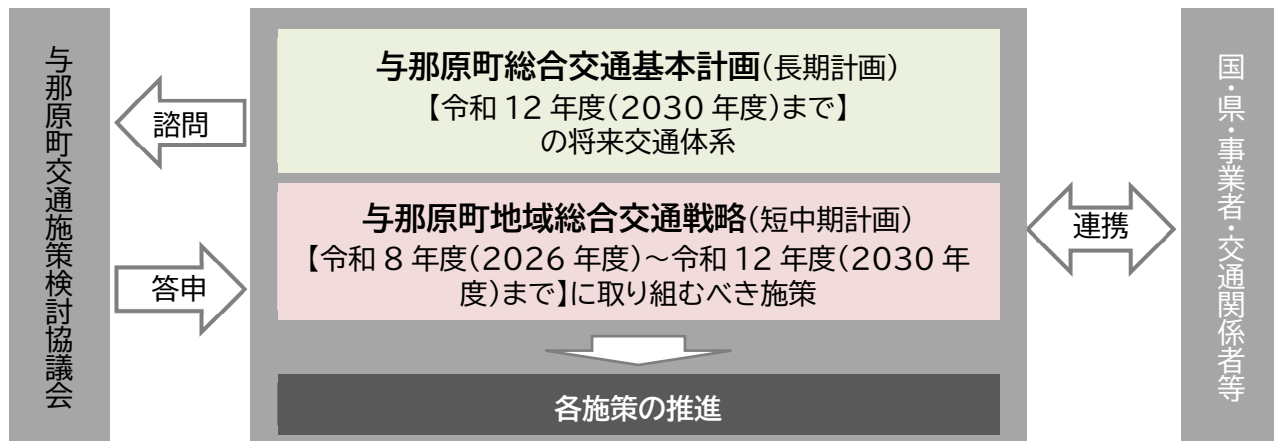 与那原町交通施策検討協議会
諮問
答申
与那原町総合交通基本計画(長期計画)
【令和 12 年度(2030 年度)まで】
の将来交通体系
与那原町地域総合交通戦略(短中期計画)
【令和 8 年度(2026 年度)～令和 12 年度(2030 年
度)まで】に取り組むべき施策
各施策の推進
連携
国・県・事業者・交通関係者等